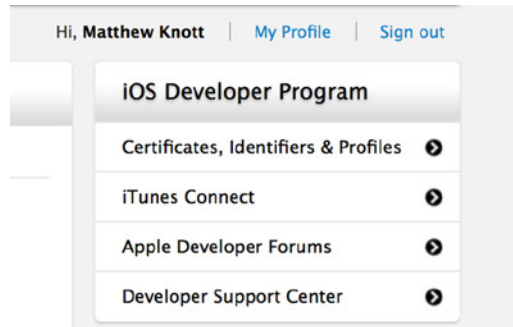 Hi, Matthew Knott | My Profile | Sign out
iOS Developer Program
Certificates, Identifiers & Profiles
iTunes Connect
Apple Developer Forums
Developer Support Center